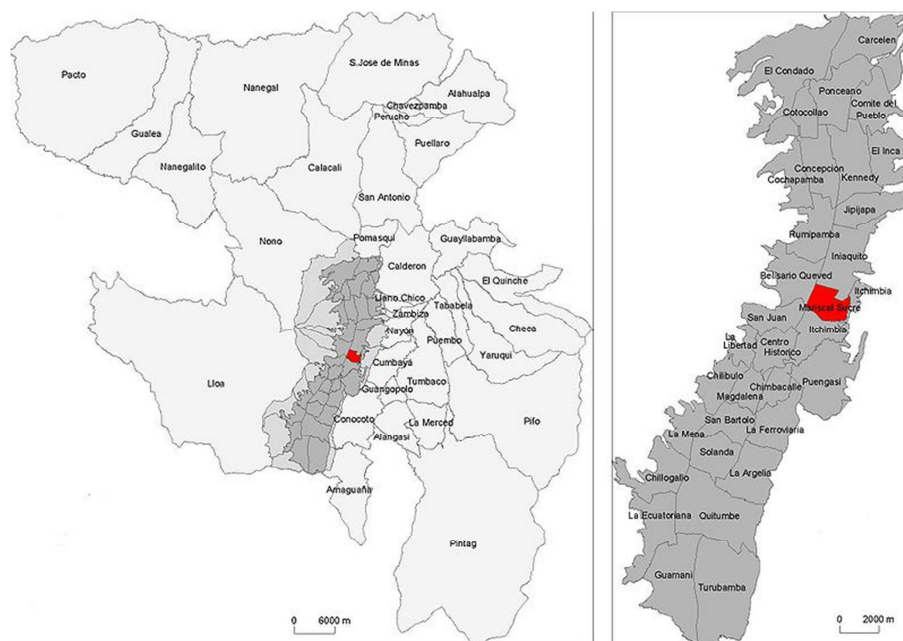 S.Jose de Minas
Pacto
Nanegal
Atahualpa
Chavezpamba
Perucho
Gualea
Puellaro
Nanegalito
Calacali
San Antonio
Nono
Pomasqui
Guayllabamba
Calderon
El Quinche
Llano Chico
Tababela
Zambiza
Checa
Nayón
Puembo
Yaruqui
Cumbayá
Lloa
Tumbaco
Guangopolo
Conocoto
La Merced
Pifo
Alangasi
Amaguaña
Pintag
0 6000 m
Carcelen
El Condado
Ponceano
Cotocollao
Comite del
Pueblo
El Inca
Concepción
Cochapamba
Kennedy
Jipijapa
Rumipamba
Iniaquito
Belisario Queved
Itchimbia
Mariscal Sucre
San Juan
Itchimbia
La
Libertad
Centro
Historico
Chilibulo
Chimbacalle
Puengasi
Magdalena
San Bartolo
La Mena
La Ferroviaria
Solanda
La Argelia
Chillogallo
La Ecuatoriana
Quitumbe
Guamani
Turubamba
0 2000 m